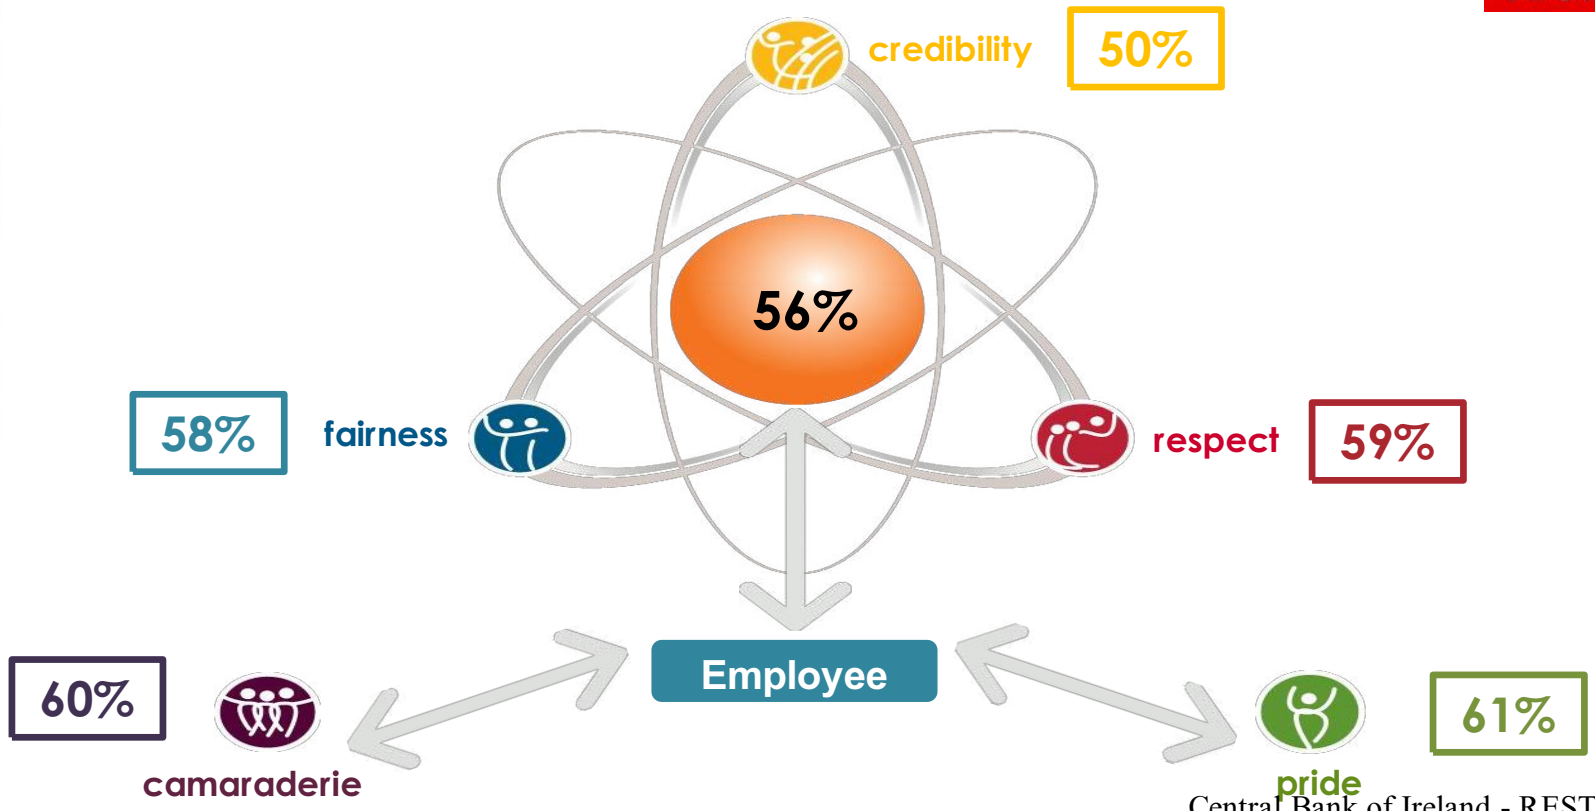 credibility 50%
56%
58% fairness
respect 59%
Employee
60%
61%
camaraderie
pride
Central Bank of Ireland - REST